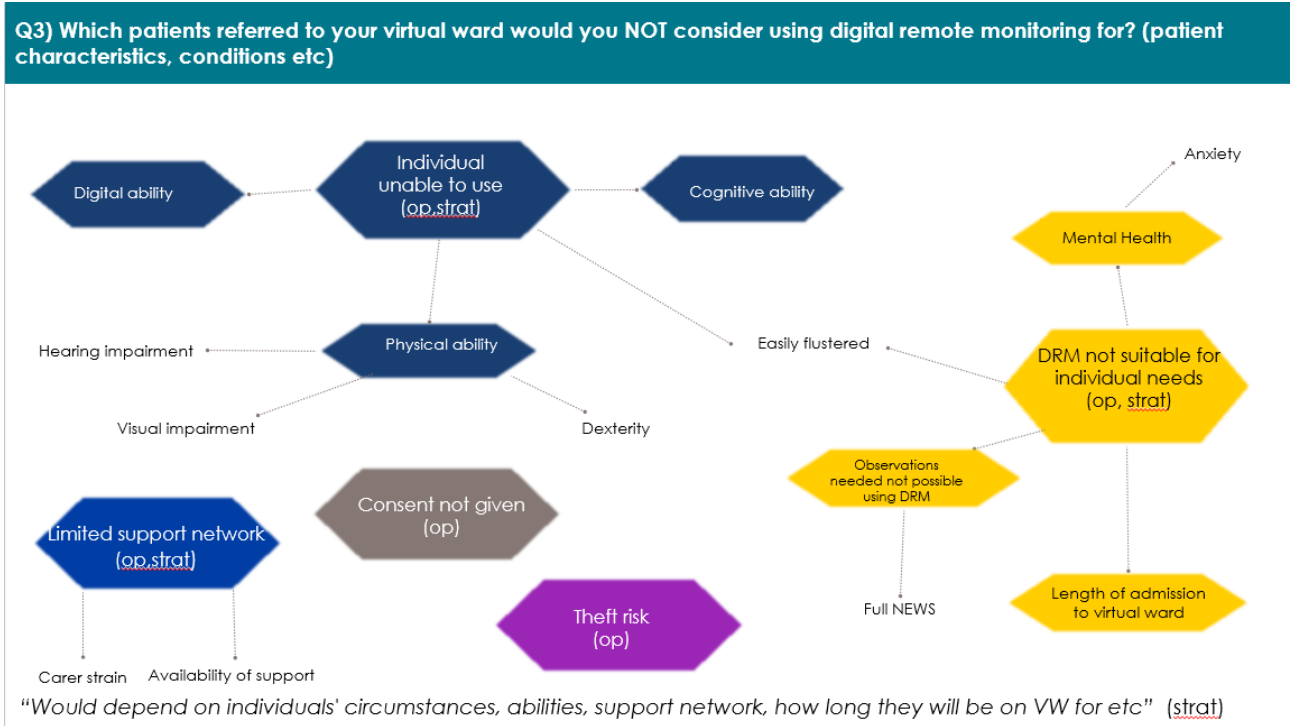 Q3) Which patients referred to your virtual ward would you NOT consider using digital remote monitoring for? (patient
characteristics, conditions etc)
Anxiety
Digital ability
Individual
unable to use
(op,strat)
Cognitive ability
Mental Health
Hearing impairment
Physical ability
Easily flustered
DRM not suitable for
individual needs
(op, strat)
Visual impairment
Dexterity
Observations
needed not possible
using DRM
Consent not given
(op)
Limited support network
(op,strat)
Full NEWS
Length of admission
to virtual ward
Theft risk
(op)
Carer strain
Availability of support
“Would depend on individuals' circumstances, abilities, support network, how long they will be on VW for etc” (strat)